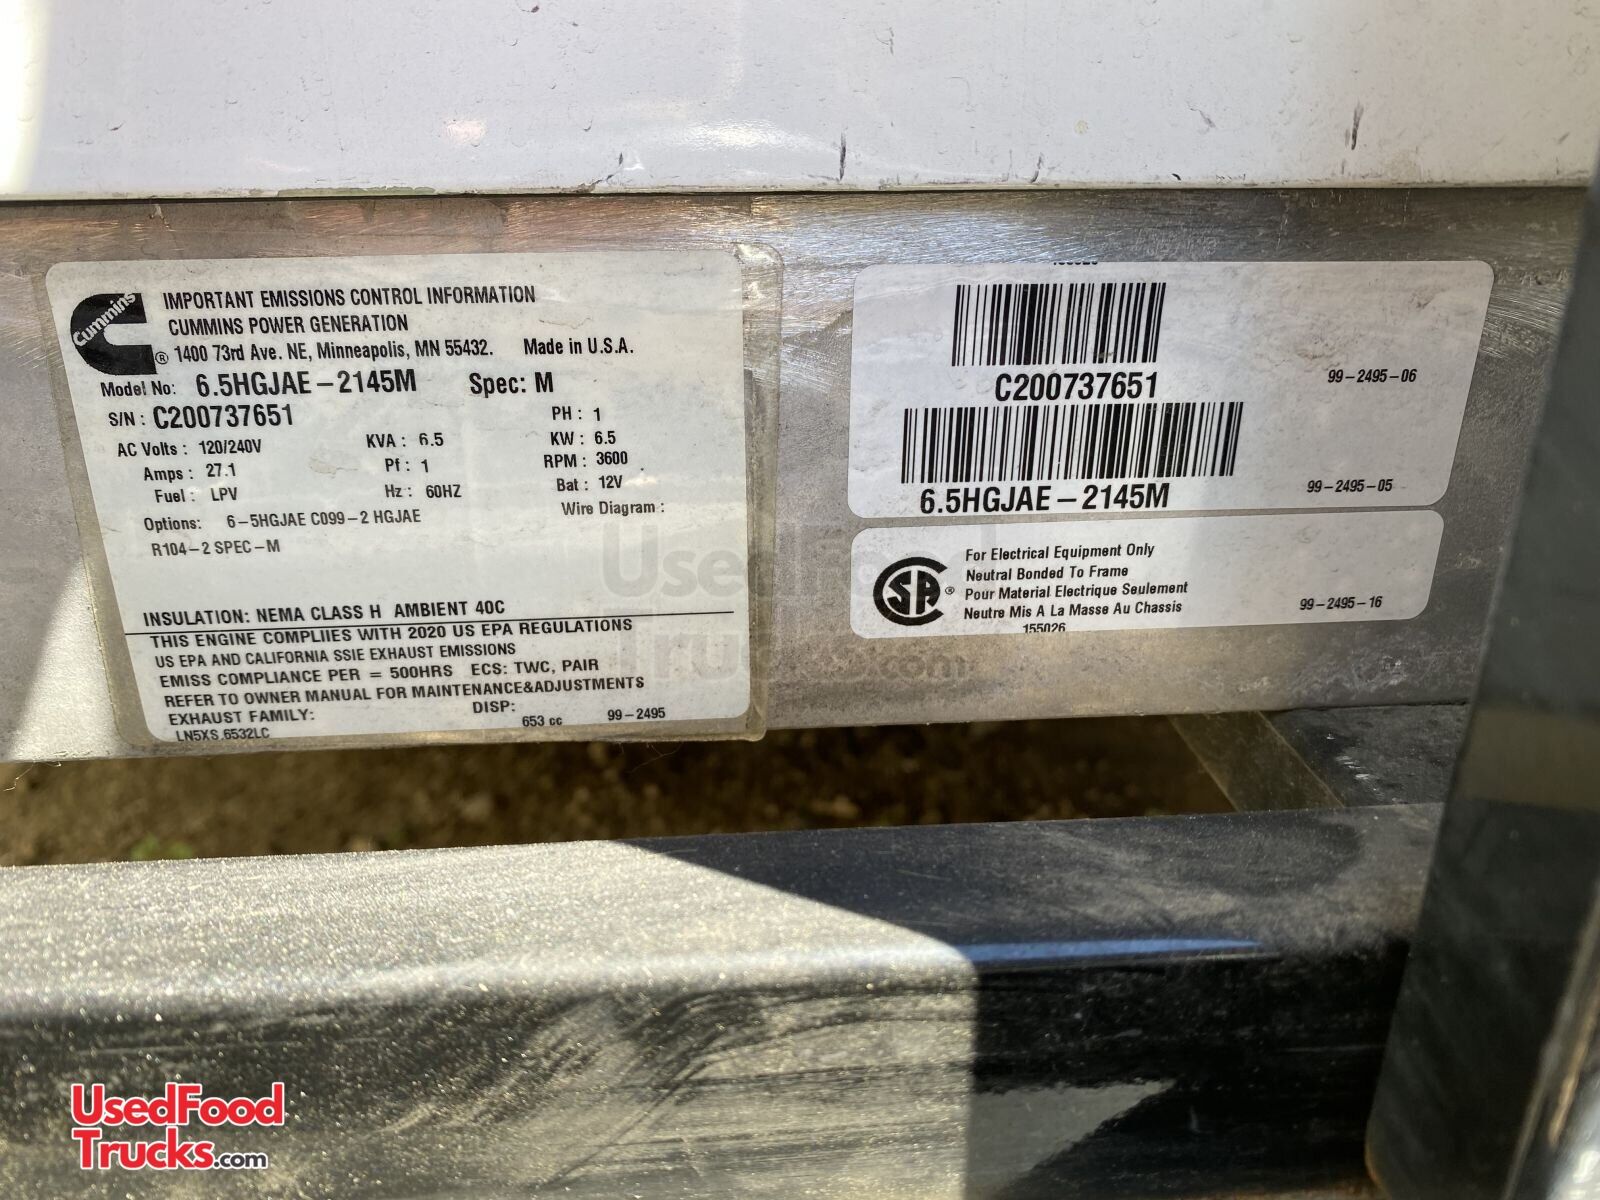 Cummins
®
IMPORTANT EMISSIONS CONTROL INFORMATION
CUMMINS POWER GENERATION
1400 73rd Ave. NE, Minneapolis, MN 55432. Made in U.S.A.
Model No: 6.5HGJAE-2145M Spec: M
S/N : C200737651 PH : 1
AC Volts : 120/240V KVA : 6.5 KW : 6.5
Amps : 27.1 Pf : 1 RPM : 3600
Fuel : LPV Hz : 60HZ Bat : 12V
Options: 6-5HGJAE C099-2 HGJAE Wire Diagram :
R104-2 SPEC-M
INSULATION: NEMA CLASS H AMBIENT 40C
THIS ENGINE COMPLIIES WITH 2020 US EPA REGULATIONS
US EPA AND CALIFORNIA SSIE EXHAUST EMISSIONS
EMISS COMPLIANCE PER = 500HRS ECS: TWC, PAIR
REFER TO OWNER MANUAL FOR MAINTENANCE&ADJUSTMENTS
EXHAUST FAMILY: DISP:
LN5XS.6532LC 653 cc 99-2495
C200737651 99-2495-06
6.5HGJAE-2145M 99-2495-05
CSA ®
For Electrical Equipment Only
Neutral Bonded To Frame
Pour Material Electrique Seulement
Neutre Mis A La Masse Au Chassis 99-2495-16
155026
UsedFood
Trucks.com
UsedFood
Trucks.com